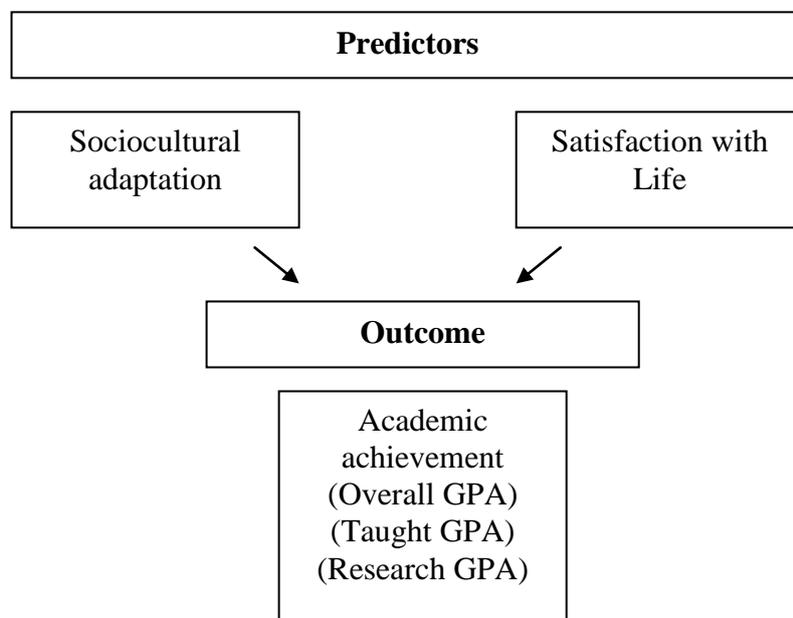 Predictors
Sociocultural
adaptation
Satisfaction with
Life
Outcome
Academic
achievement
(Overall GPA)
(Taught GPA)
(Research GPA)